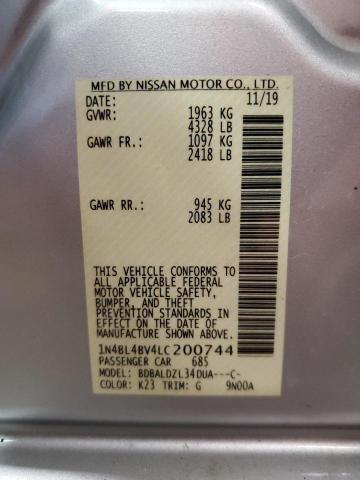 MFD BY NISSAN MOTOR CO., LTD.
DATE: 11/19
GVWR: 1963 KG
4328 LB
GAWR FR.: 1097 KG
2418 LB
GAWR RR.: 945 KG
2083 LB
THIS VEHICLE CONFORMS TO
ALL APPLICABLE FEDERAL
MOTOR VEHICLE SAFETY,
BUMPER, AND THEFT
PREVENTION STANDARDS IN
EFFECT ON THE DATE OF
MANUFACTURE SHOWN ABOVE.
1N4BL4BV4LC200744
PASSENGER CAR 685
MODEL: BDBALDZL34DUA---C-
COLOR: K23 TRIM: G 9N00A